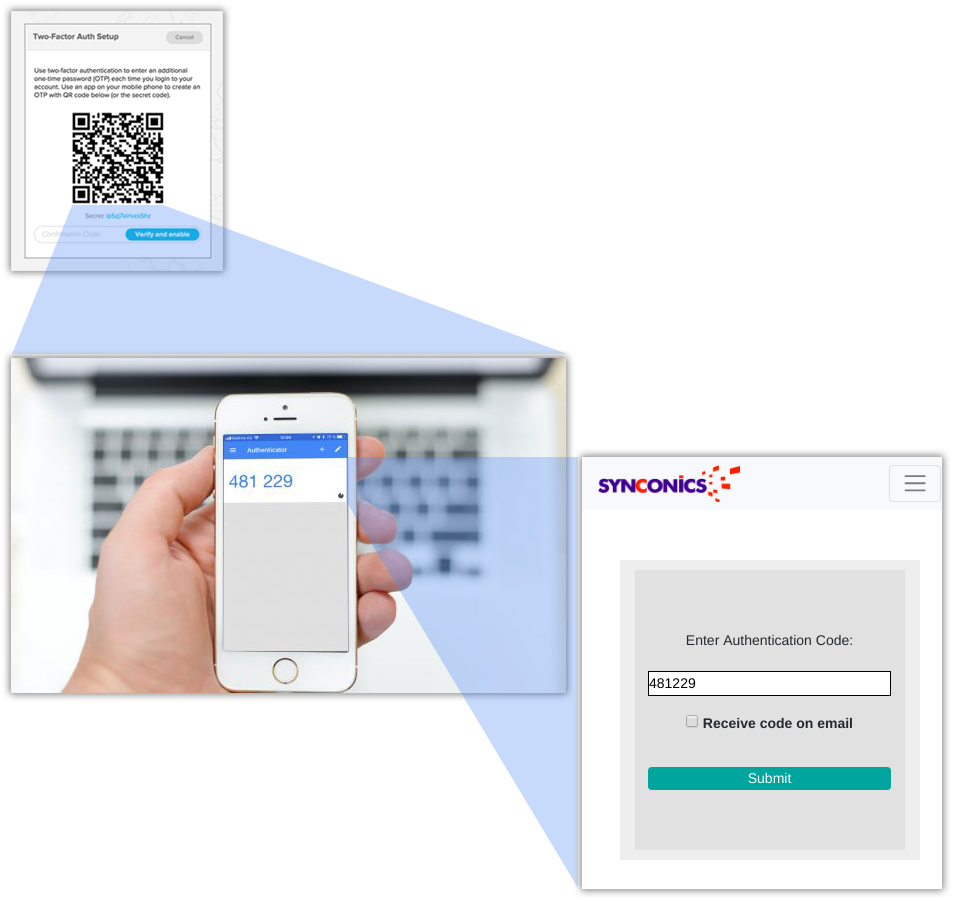 Two-Factor Auth Setup
Cancel
Use two-factor authentication to enter an additional
one-time password (OTP) each time you login to your
account. Use an app on your mobile phone to create an
OTP with QR code below (or the secret code).
Secret:
Confirmation Code
Verify and enable
Authenticator
481 229
SYNCONICS
Enter Authentication Code:
481229
Receive code on email
Submit